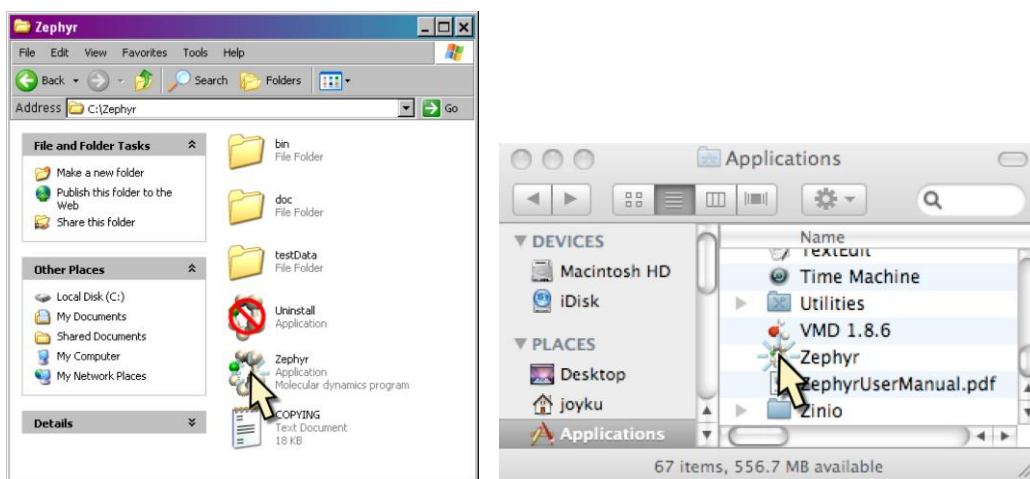 Zephyr
File Edit View Favorites Tools Help
Back Search Folders
Address C:\Zephyr Go
File and Folder Tasks
Make a new folder
Publish this folder to the
Web
Share this folder
Other Places
Local Disk (C:)
My Documents
Shared Documents
My Computer
My Network Places
Details
bin
File Folder
doc
File Folder
testData
File Folder
Uninstall
Application
Zephyr
Application
Molecular dynamics program
COPYING
Text Document
18 KB
Applications
DEVICES
Macintosh HD
iDisk
PLACES
Desktop
joyku
Applications
Name
TextEdit
Time Machine
Utilities
VMD 1.8.6
Zephyr
ZephyrUserManual.pdf
Zinio
67 items, 556.7 MB available